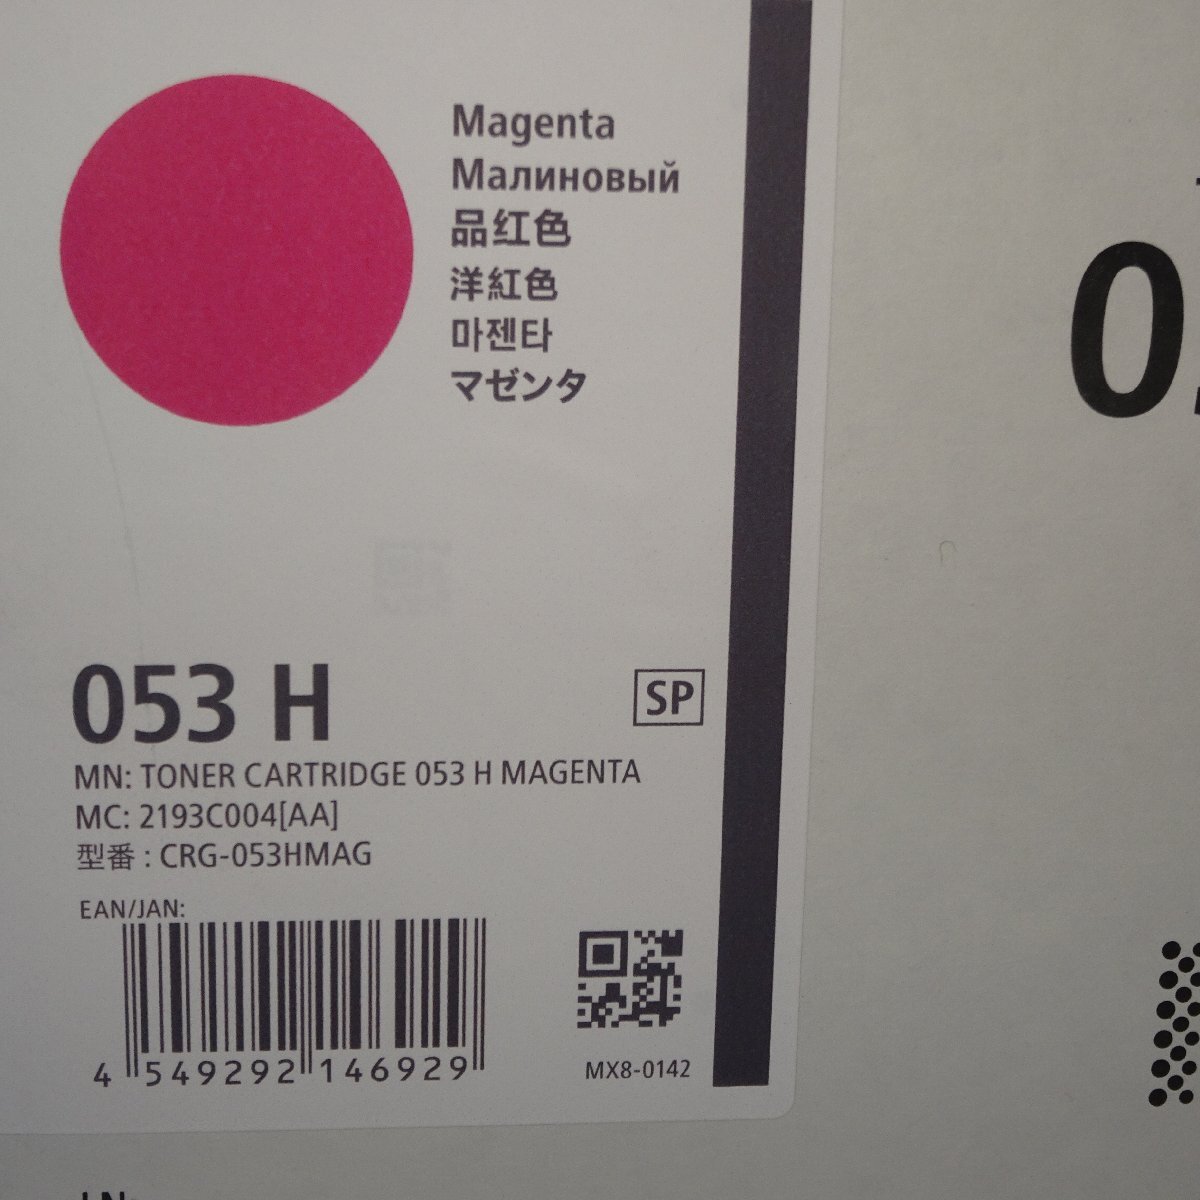 Magenta
Малиновый
品红色
洋紅色
마젠타
マゼンタ
053 H
SP
MN: TONER CARTRIDGE 053 H MAGENTA
MC: 2193C004[AA]
型番 : CRG-053HMAG
EAN/JAN:
4 549292 146929
MX8-0142
0